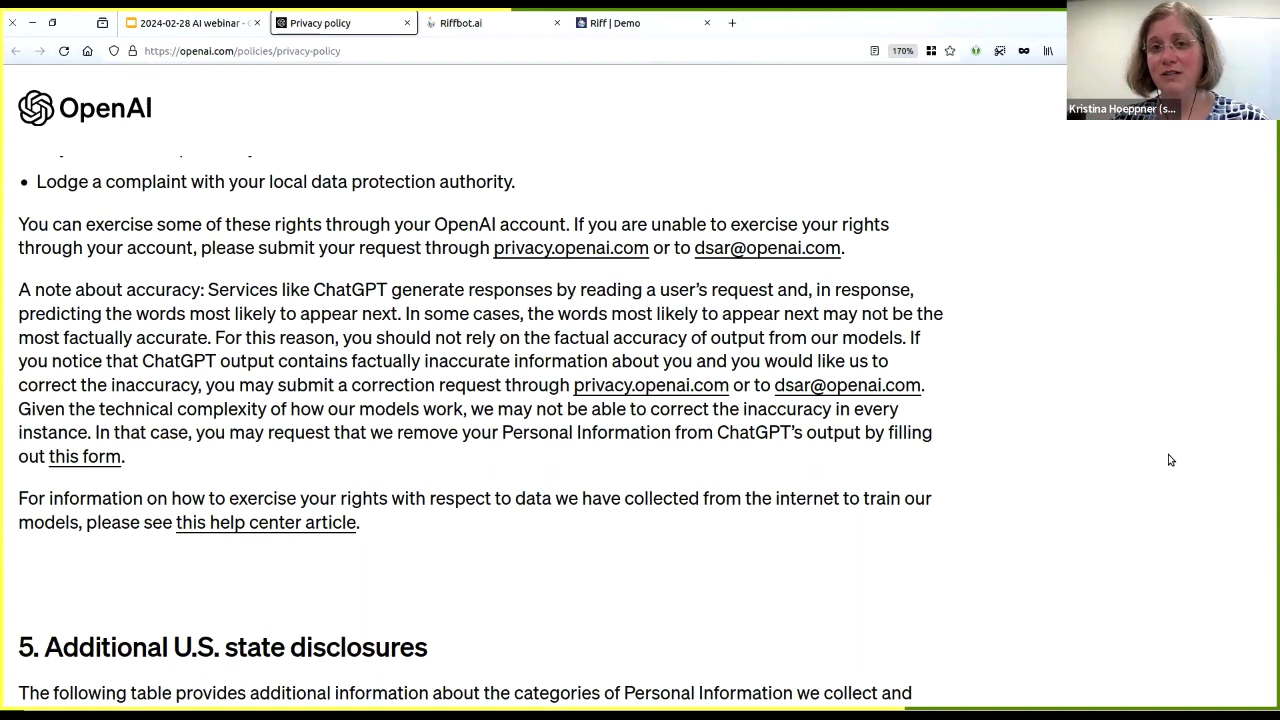 2024-02-28 AI webinar -
Privacy policy
Riffbot.ai
Riff | Demo
https://openai.com/policies/privacy-policy
170%
Kristina Hoeppner (s...
OpenAI
• Lodge a complaint with your local data protection authority.
You can exercise some of these rights through your OpenAI account. If you are unable to exercise your rights
through your account, please submit your request through privacy.openai.com or to dsar@openai.com.
A note about accuracy: Services like ChatGPT generate responses by reading a user’s request and, in response,
predicting the words most likely to appear next. In some cases, the words most likely to appear next may not be the
most factually accurate. For this reason, you should not rely on the factual accuracy of output from our models. If
you notice that ChatGPT output contains factually inaccurate information about you and you would like us to
correct the inaccuracy, you may submit a correction request through privacy.openai.com or to dsar@openai.com.
Given the technical complexity of how our models work, we may not be able to correct the inaccuracy in every
instance. In that case, you may request that we remove your Personal Information from ChatGPT’s output by filling
out this form.
For information on how to exercise your rights with respect to data we have collected from the internet to train our
models, please see this help center article.
5. Additional U.S. state disclosures
The following table provides additional information about the categories of Personal Information we collect and